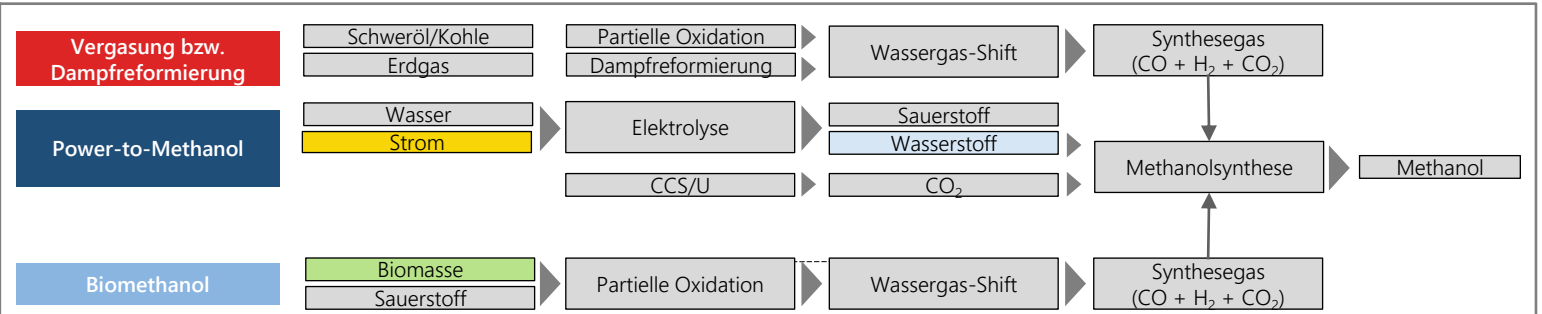 Vergasung bzw.
Dampfreformierung
Schweröl/Kohle
Erdgas
Partielle Oxidation
Dampfreformierung
Wassergas-Shift
Synthesegas
(CO + H₂ + CO₂)
Power-to-Methanol
Wasser
Strom
Elektrolyse
Sauerstoff
Wasserstoff
CCS/U
CO₂
Methanolsynthese
Methanol
Biomethanol
Biomasse
Sauerstoff
Partielle Oxidation
Wassergas-Shift
Synthesegas
(CO + H₂ + CO₂)